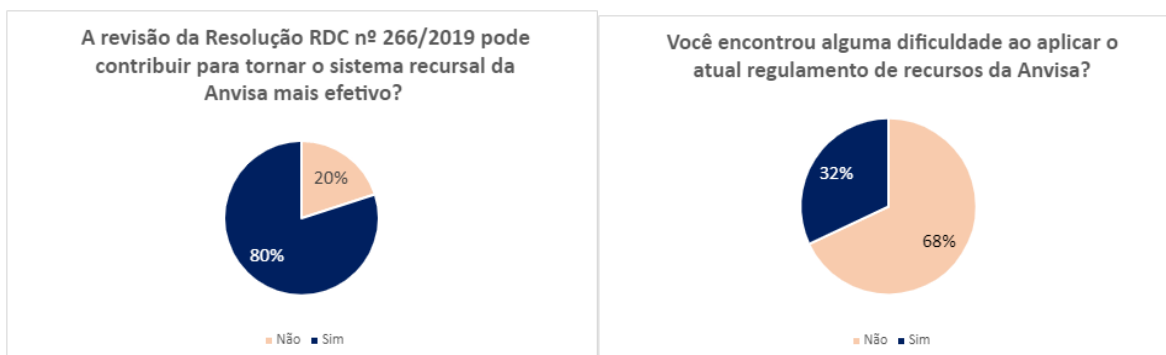 A revisão da Resolução RDC nº 266/2019 pode
contribuir para tornar o sistema recursal da
Anvisa mais efetivo?
20%
80%
Não Sim
Você encontrou alguma dificuldade ao aplicar o
atual regulamento de recursos da Anvisa?
32%
68%
Não Sim